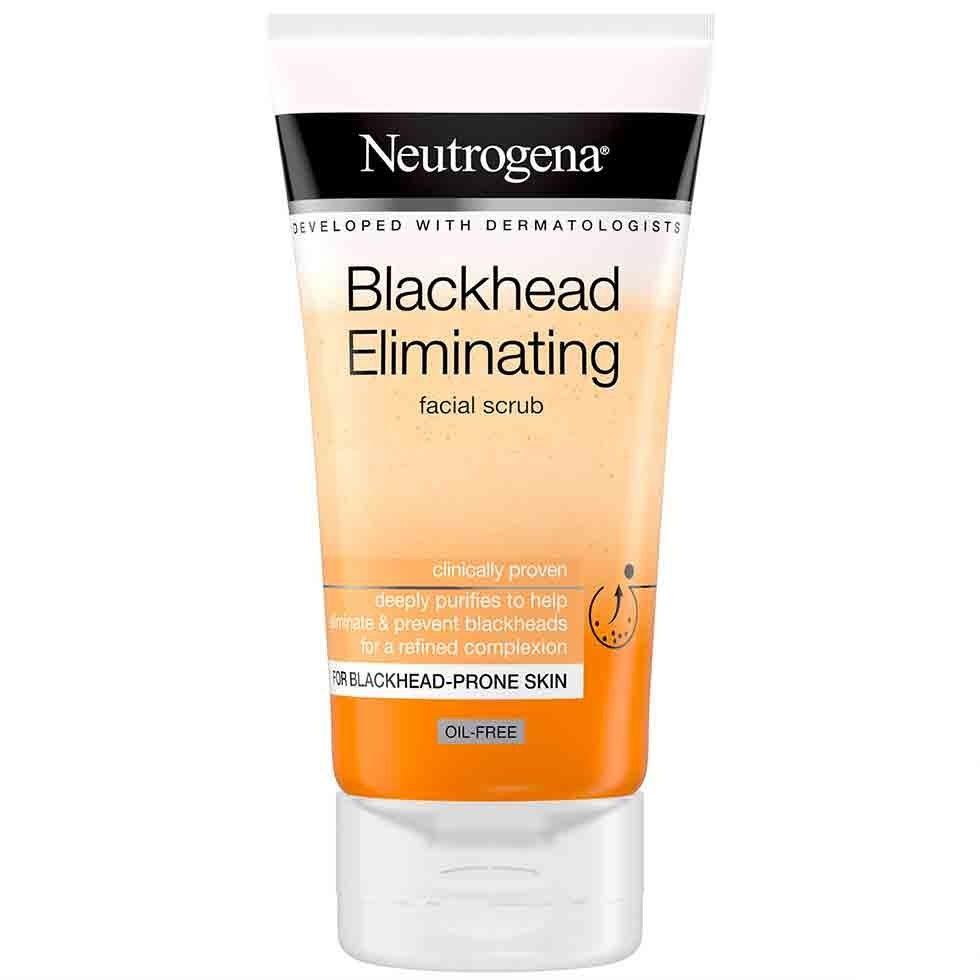 Neutrogena®
DEVELOPED WITH DERMATOLOGISTS
Blackhead
Eliminating
facial scrub
clinically proven
deeply purifies to help
eliminate & prevent blackheads
for a refined complexion
FOR BLACKHEAD-PRONE SKIN
OIL-FREE